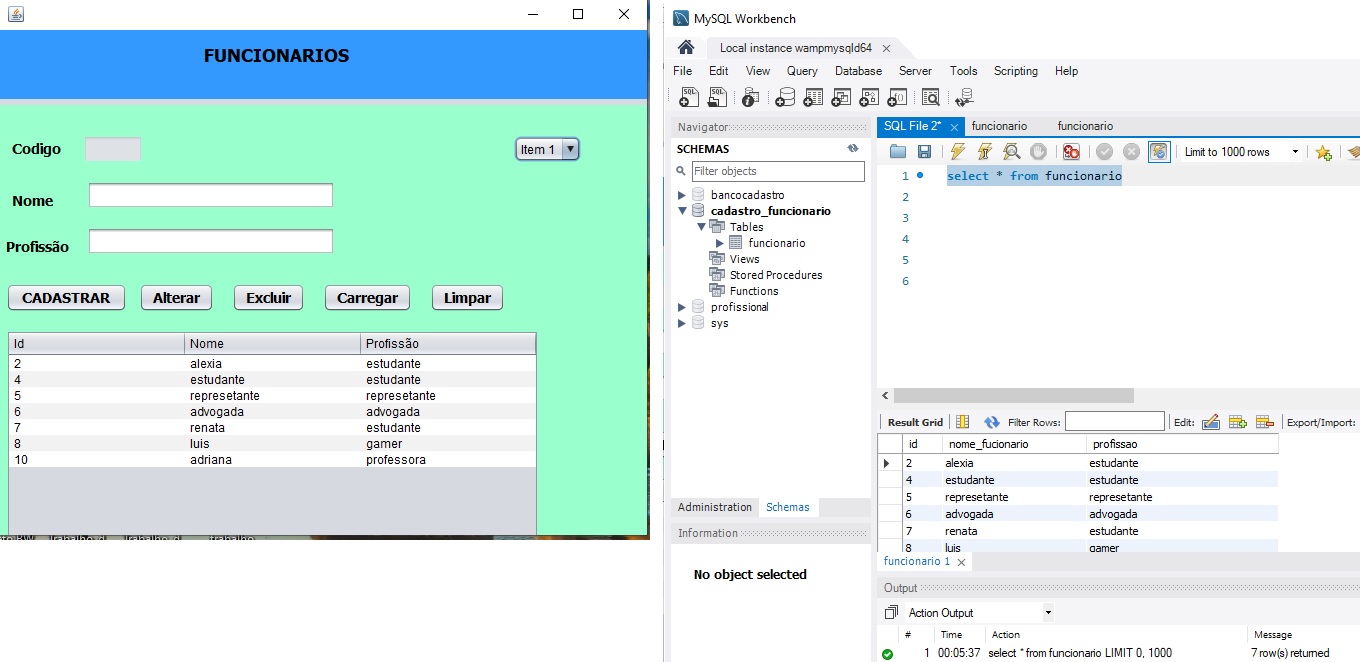 FUNCIONARIOS
Codigo
Item 1
Nome
Profissão
CADASTRAR Alterar Excluir Carregar Limpar
Id Nome Profissão
2 alexia estudante
4 estudante estudante
5 represetante represetante
6 advogada advogada
7 renata estudante
8 luis gamer
10 adriana professora
MySQL Workbench
Local instance wampmysqld64
File Edit View Query Database Server Tools Scripting Help
Navigator
SCHEMAS
Filter objects
bancocadastro
cadastro_funcionario
Tables
funcionario
Views
Stored Procedures
Functions
profissional
sys
Administration Schemas
Information
No object selected
SQL File 2* funcionario funcionario
Limit to 1000 rows
1 select * from funcionario
2
3
4
5
6
Result Grid Filter Rows: Edit: Export/Import:
id nome_fucionario profissao
2 alexia estudante
4 estudante estudante
5 represetante represetante
6 advogada advogada
7 renata estudante
8 luis gamer
funcionario 1
Output
Action Output
# Time Action Message
1 00:05:37 select * from funcionario LIMIT 0, 1000 7 row(s) returned